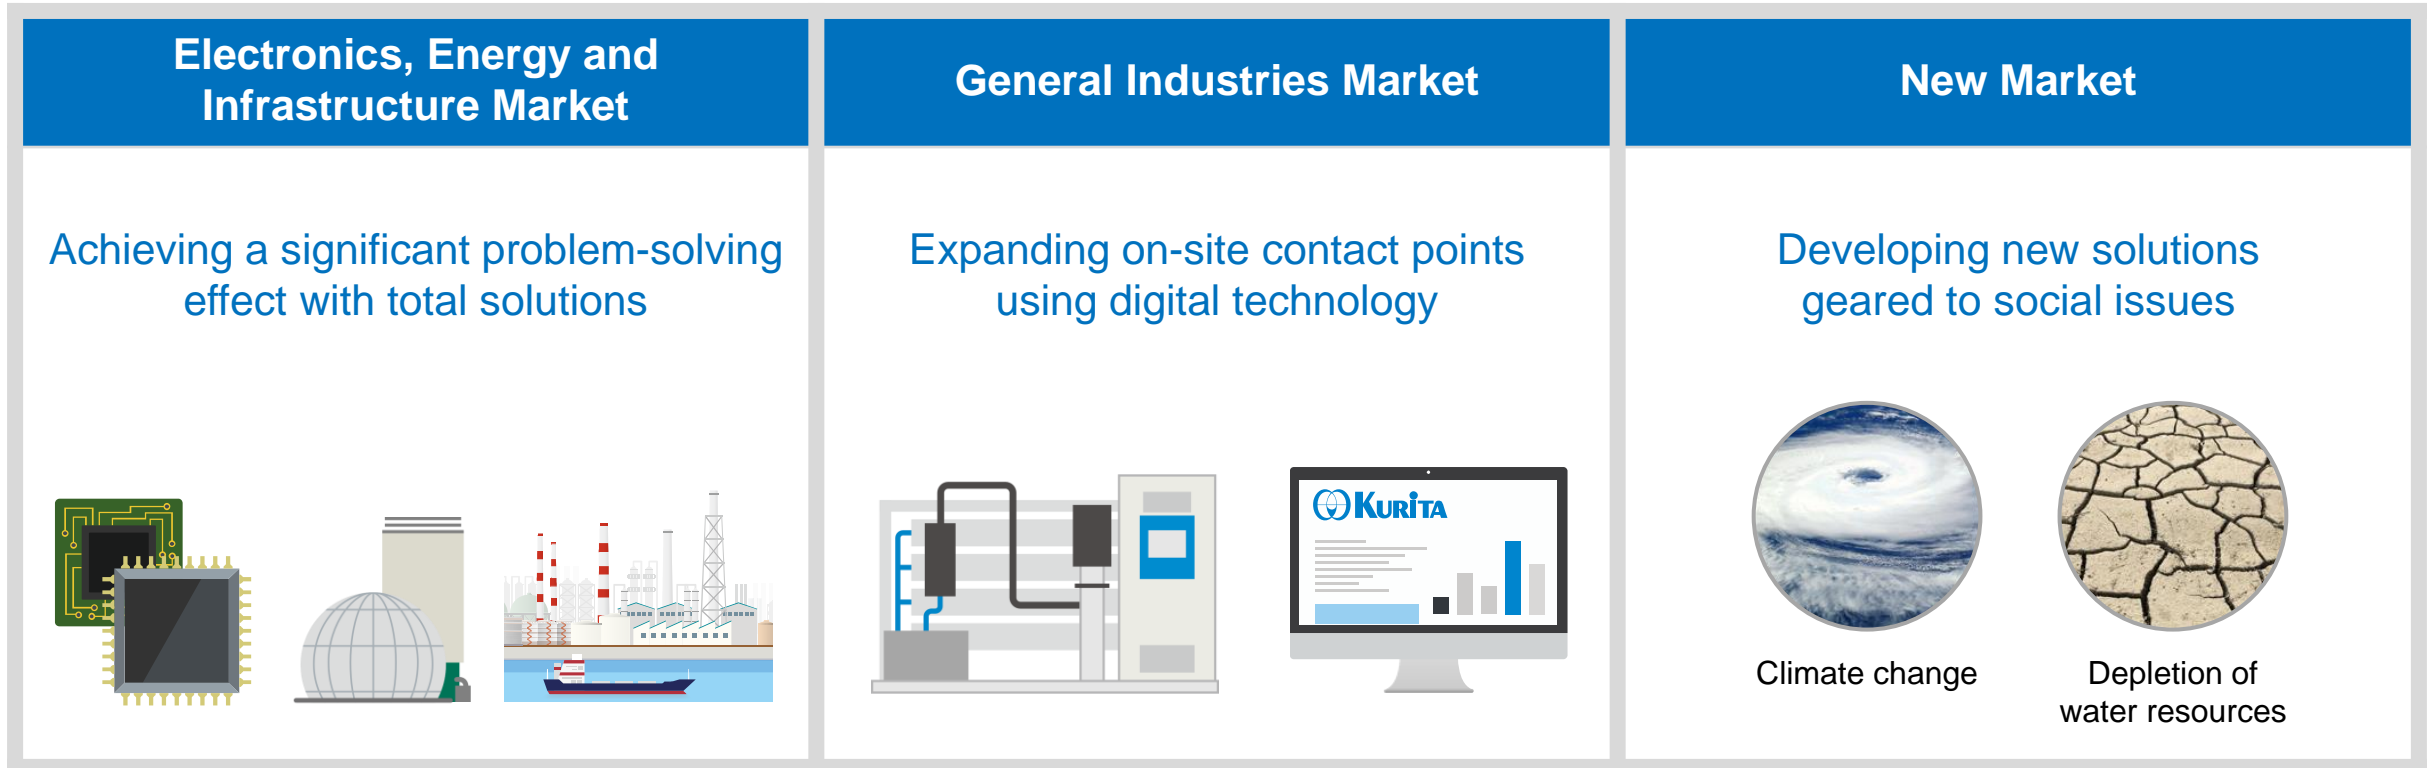 Electronics, Energy and
Infrastructure Market
Achieving a significant problem-solving
effect with total solutions
General Industries Market
Expanding on-site contact points
using digital technology
KURITA
New Market
Developing new solutions
geared to social issues
Climate change
Depletion of
water resources